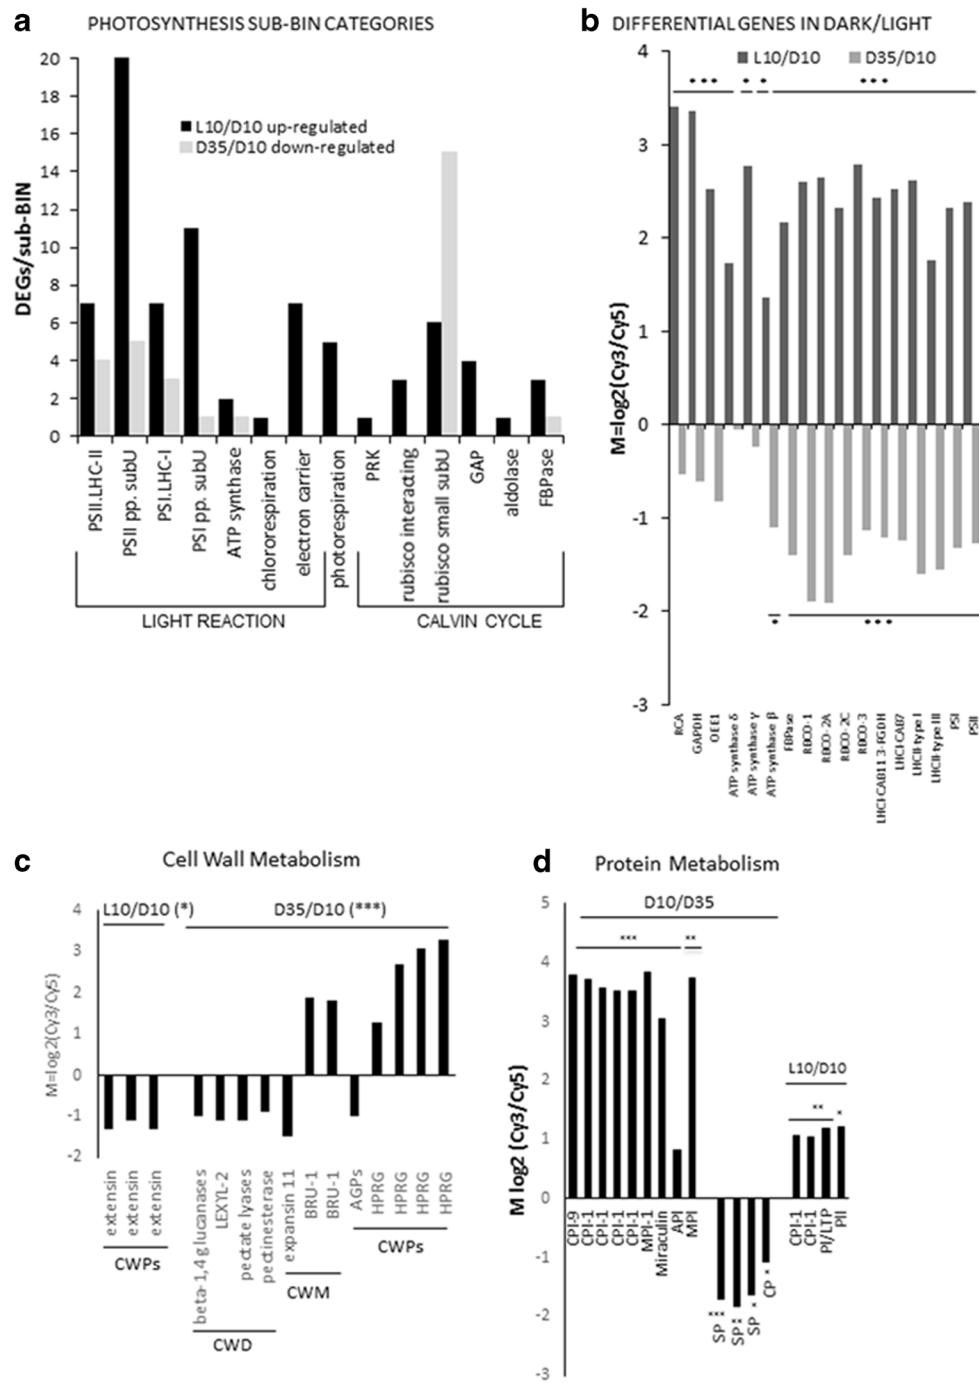 a
PHOTOSYNTHESIS SUB-BIN CATEGORIES
DEGs/sub-BIN
20
18
16
14
12
10
8
6
4
2
0
L10/D10 up-regulated
D35/D10 down-regulated
PSII.LHC-II
PSII pp. subU
PSI.LHC-I
PSI pp. subU
ATP synthase
chlororespiration
electron carrier
photorespiration
PRK
rubisco interacting
rubisco small subU
GAP
aldolase
FBPase
LIGHT REACTION
CALVIN CYCLE
b
DIFFERENTIAL GENES IN DARK/LIGHT
L10/D10
D35/D10
M=log2(Cy3/Cy5)
4
3
2
1
0
-1
-2
-3
RCA
GAPDH
OEE1
ATP synthase δ
ATP synthase γ
ATP synthase β
FBPase
RBCO-1
RBCO-2A
RBCO-2C
RBCO-3
LHCI-CAB11 3-PGDH
LHCI-CAB7
LHCII-type I
LHCII-type III
PSI
PSII
c
Cell Wall Metabolism
L10/D10 (*)
D35/D10 (***)
M=log2(Cy3/Cy5)
4
3
2
1
0
-1
-2
extensin
extensin
extensin
beta-1,4 glucanases
LEXYL-2
pectate lyases
pectinesterase
expansin 11
BRU-1
BRU-1
AGPs
HPRG
HPRG
HPRG
HPRG
CWPs
CWD
CWM
CWPs
d
Protein Metabolism
D10/D35
***
**
L10/D10
**
*
M log2 (Cy3/Cy5)
5
4
3
2
1
0
-1
-2
-3
CPI-9
CPI-1
CPI-1
CPI-1
CPI-1
MPI-1
Miraculin
API
MPI
SP ***
SP *
SP *
CP *
CPI-1
CPI-1
PI/LTP
PII